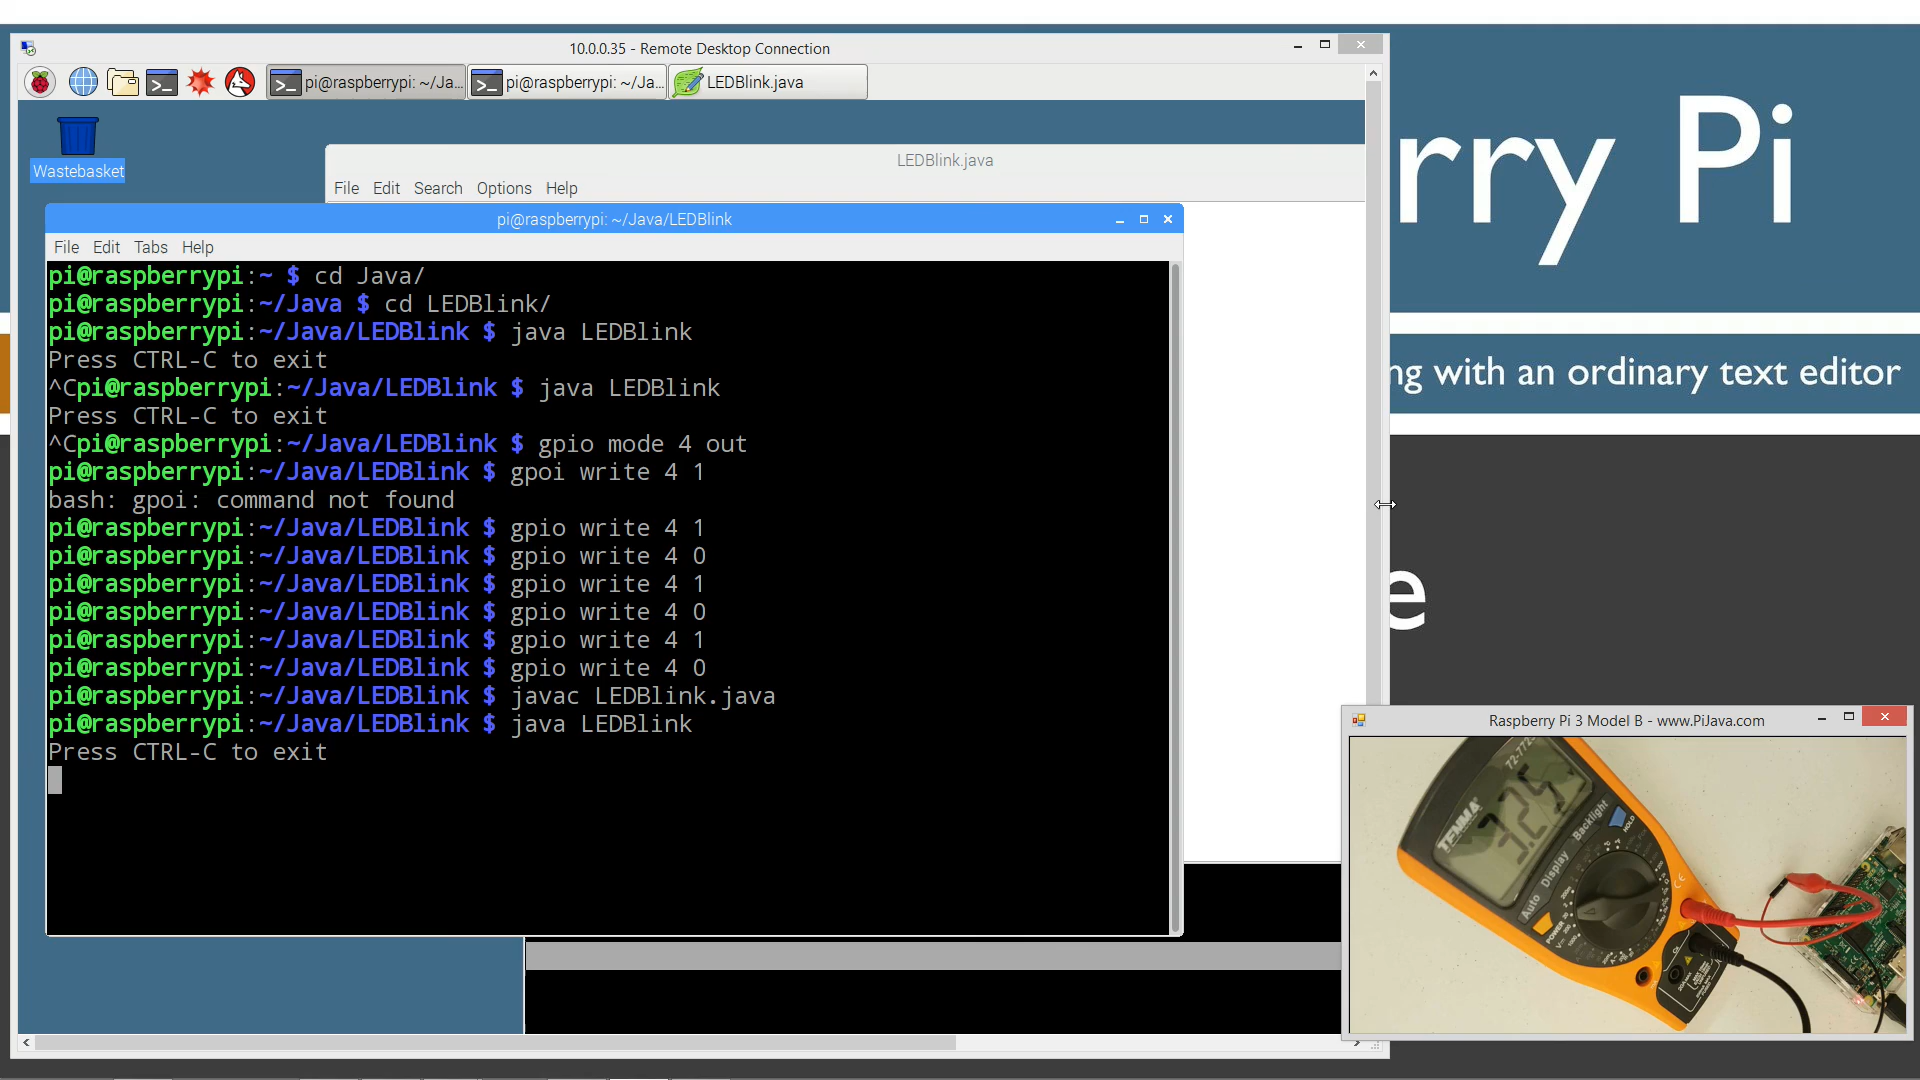 10.0.0.35 - Remote Desktop Connection
pi@raspberrypi: ~/Ja...
pi@raspberrypi: ~/Ja...
LEDBlink.java
rry Pi
Wastebasket
LEDBlink.java
File Edit Search Options Help
pi@raspberrypi: ~/Java/LEDBlink
File Edit Tabs Help
pi@raspberrypi:~ $ cd Java/
pi@raspberrypi:~/Java $ cd LEDBlink/
pi@raspberrypi:~/Java/LEDBlink $ java LEDBlink
Press CTRL-C to exit
^Cpi@raspberrypi:~/Java/LEDBlink $ java LEDBlink
Press CTRL-C to exit
^Cpi@raspberrypi:~/Java/LEDBlink $ gpio mode 4 out
pi@raspberrypi:~/Java/LEDBlink $ gpoi write 4 1
bash: gpoi: command not found
pi@raspberrypi:~/Java/LEDBlink $ gpio write 4 1
pi@raspberrypi:~/Java/LEDBlink $ gpio write 4 0
pi@raspberrypi:~/Java/LEDBlink $ gpio write 4 1
pi@raspberrypi:~/Java/LEDBlink $ gpio write 4 0
pi@raspberrypi:~/Java/LEDBlink $ gpio write 4 1
pi@raspberrypi:~/Java/LEDBlink $ gpio write 4 0
pi@raspberrypi:~/Java/LEDBlink $ javac LEDBlink.java
pi@raspberrypi:~/Java/LEDBlink $ java LEDBlink
Press CTRL-C to exit
ng with an ordinary text editor
e
Raspberry Pi 3 Model B - www.PiJava.com
72-772
3.25
TENMA
Auto Display Backlight
HOLD
POWER